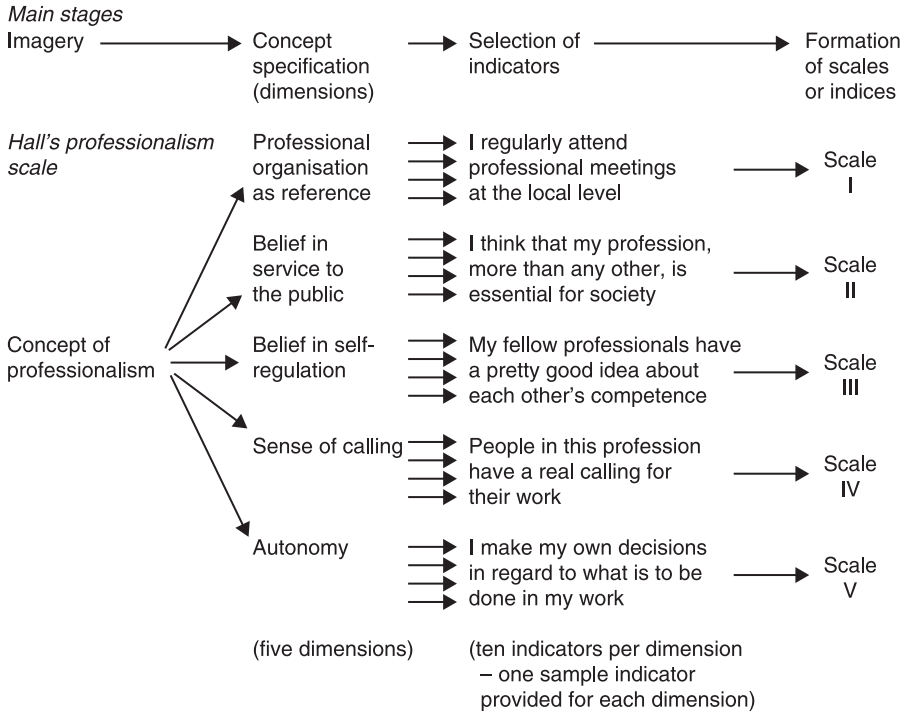 Main stages
Imagery
Concept
specification
(dimensions)
Selection of
indicators
Formation
of scales
or indices
Hall's professionalism
scale
Concept of
professionalism
Professional
organisation
as reference
I regularly attend
professional meetings
at the local level
Scale
I
Belief in
service to
the public
I think that my profession,
more than any other, is
essential for society
Scale
II
Belief in self-
regulation
My fellow professionals have
a pretty good idea about
each other's competence
Scale
III
Sense of calling
People in this profession
have a real calling for
their work
Scale
IV
Autonomy
I make my own decisions
in regard to what is to be
done in my work
Scale
V
(five dimensions)
(ten indicators per dimension
– one sample indicator
provided for each dimension)